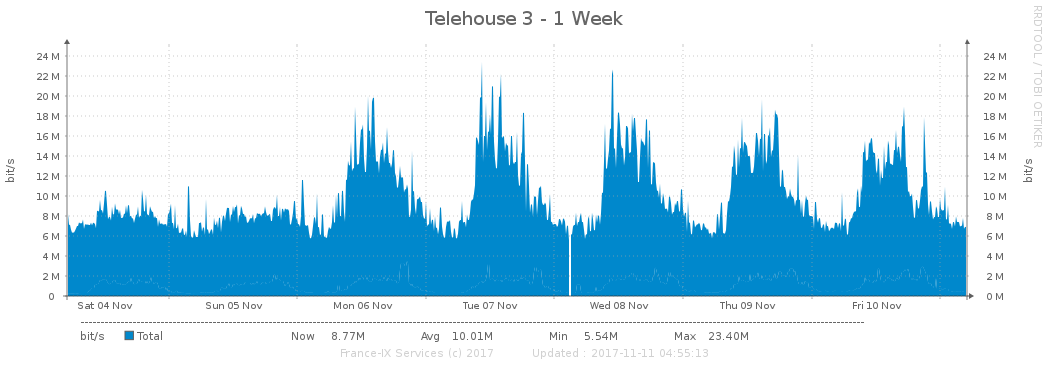 Telehouse 3 - 1 Week
RRDTOOL / TOBI OETIKER
24 M 24 M
22 M 22 M
20 M 20 M
18 M 18 M
16 M 16 M
14 M 14 M
bit/s bit/s
12 M 12 M
10 M 10 M
8 M 8 M
6 M 6 M
4 M 4 M
2 M 2 M
0 0 M
Sat 04 Nov Sun 05 Nov Mon 06 Nov Tue 07 Nov Wed 08 Nov Thu 09 Nov Fri 10 Nov
bit/s Total Now 8.77M Avg 10.01M Min 5.54M Max 23.40M
France-IX Services (c) 2017 Updated : 2017-11-11 04:55:13